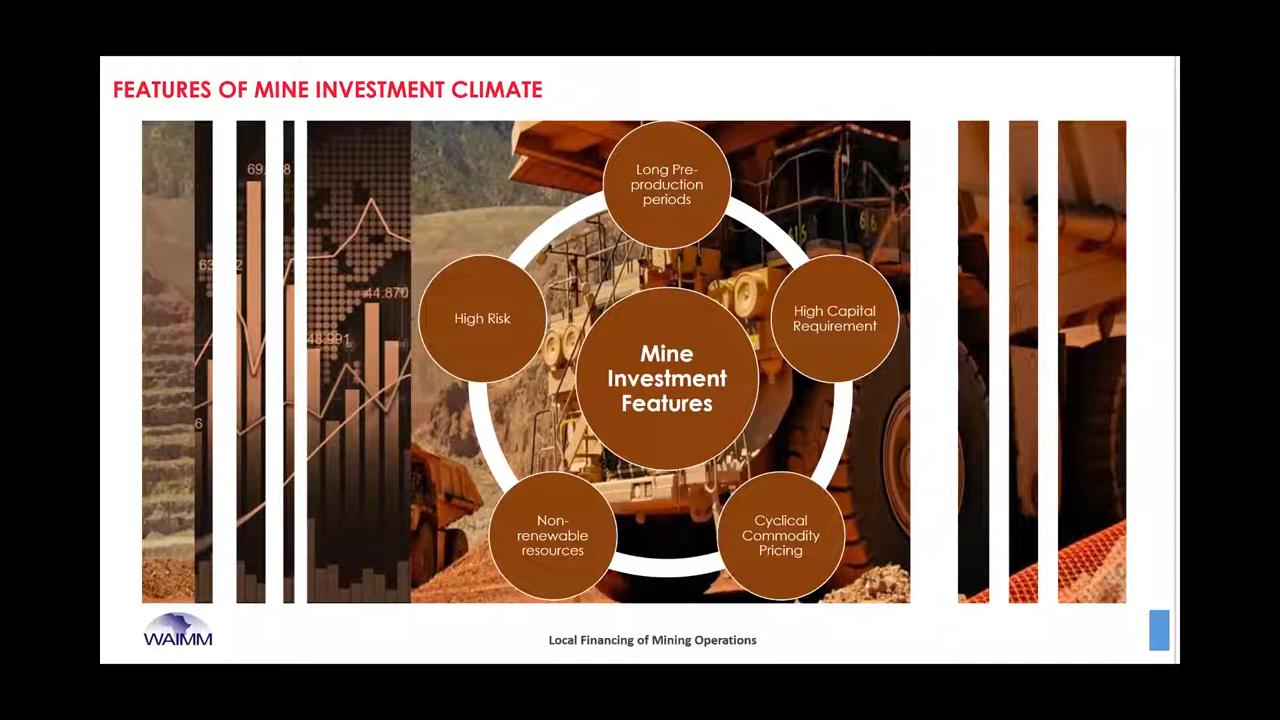 FEATURES OF MINE INVESTMENT CLIMATE
Long Pre-
production
periods
High Capital
Requirement
Cyclical
Commodity
Pricing
Non-
renewable
resources
High Risk
Mine
Investment
Features
44.870
WAIMM
Local Financing of Mining Operations